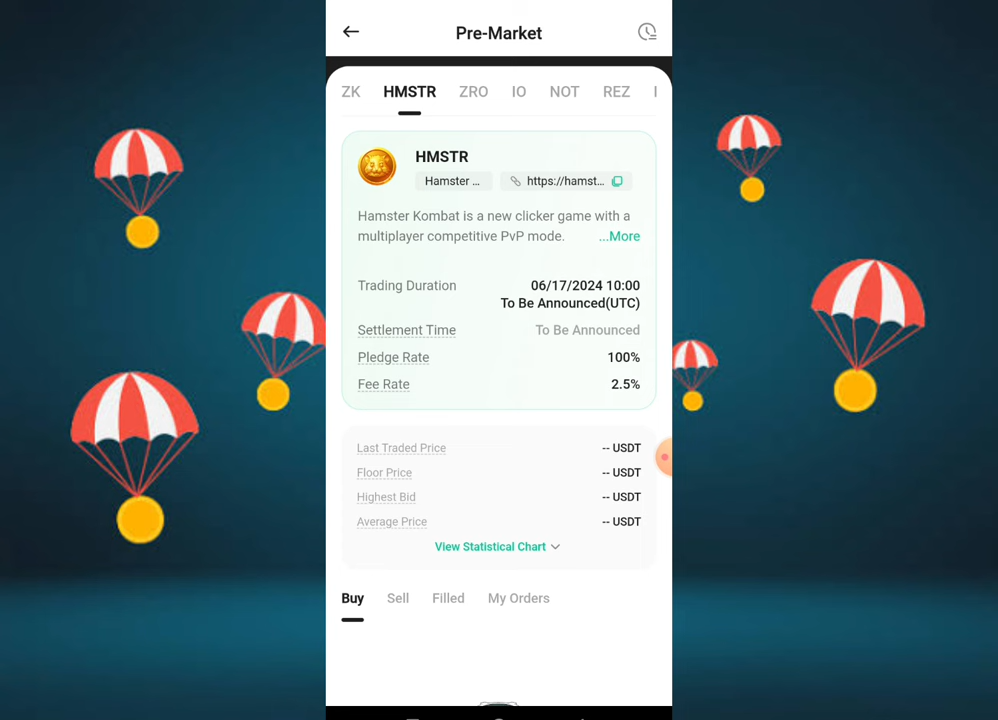 Pre-Market
ZK HMSTR ZRO IO NOT REZ
HMSTR
Hamster ... https://hamst...
Hamster Kombat is a new clicker game with a
multiplayer competitive PvP mode. ...More
Trading Duration 06/17/2024 10:00
To Be Announced(UTC)
Settlement Time To Be Announced
Pledge Rate 100%
Fee Rate 2.5%
Last Traded Price -- USDT
Floor Price -- USDT
Highest Bid -- USDT
Average Price -- USDT
View Statistical Chart
Buy Sell Filled My Orders